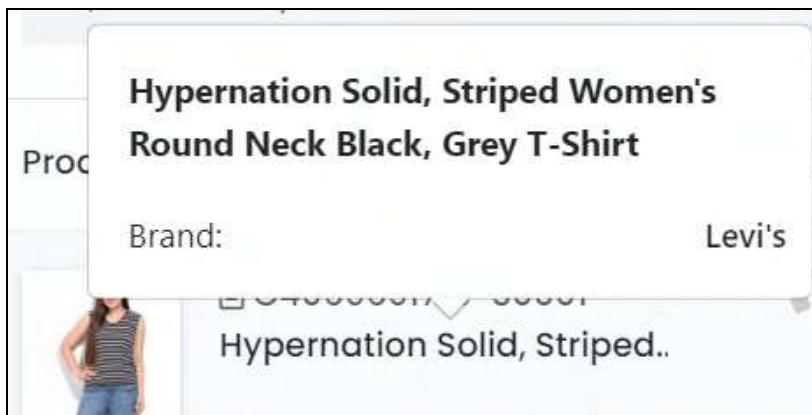 Hypernation Solid, Striped Women's
Round Neck Black, Grey T-Shirt
Proc
Brand: Levi's
Hypernation Solid, Striped..